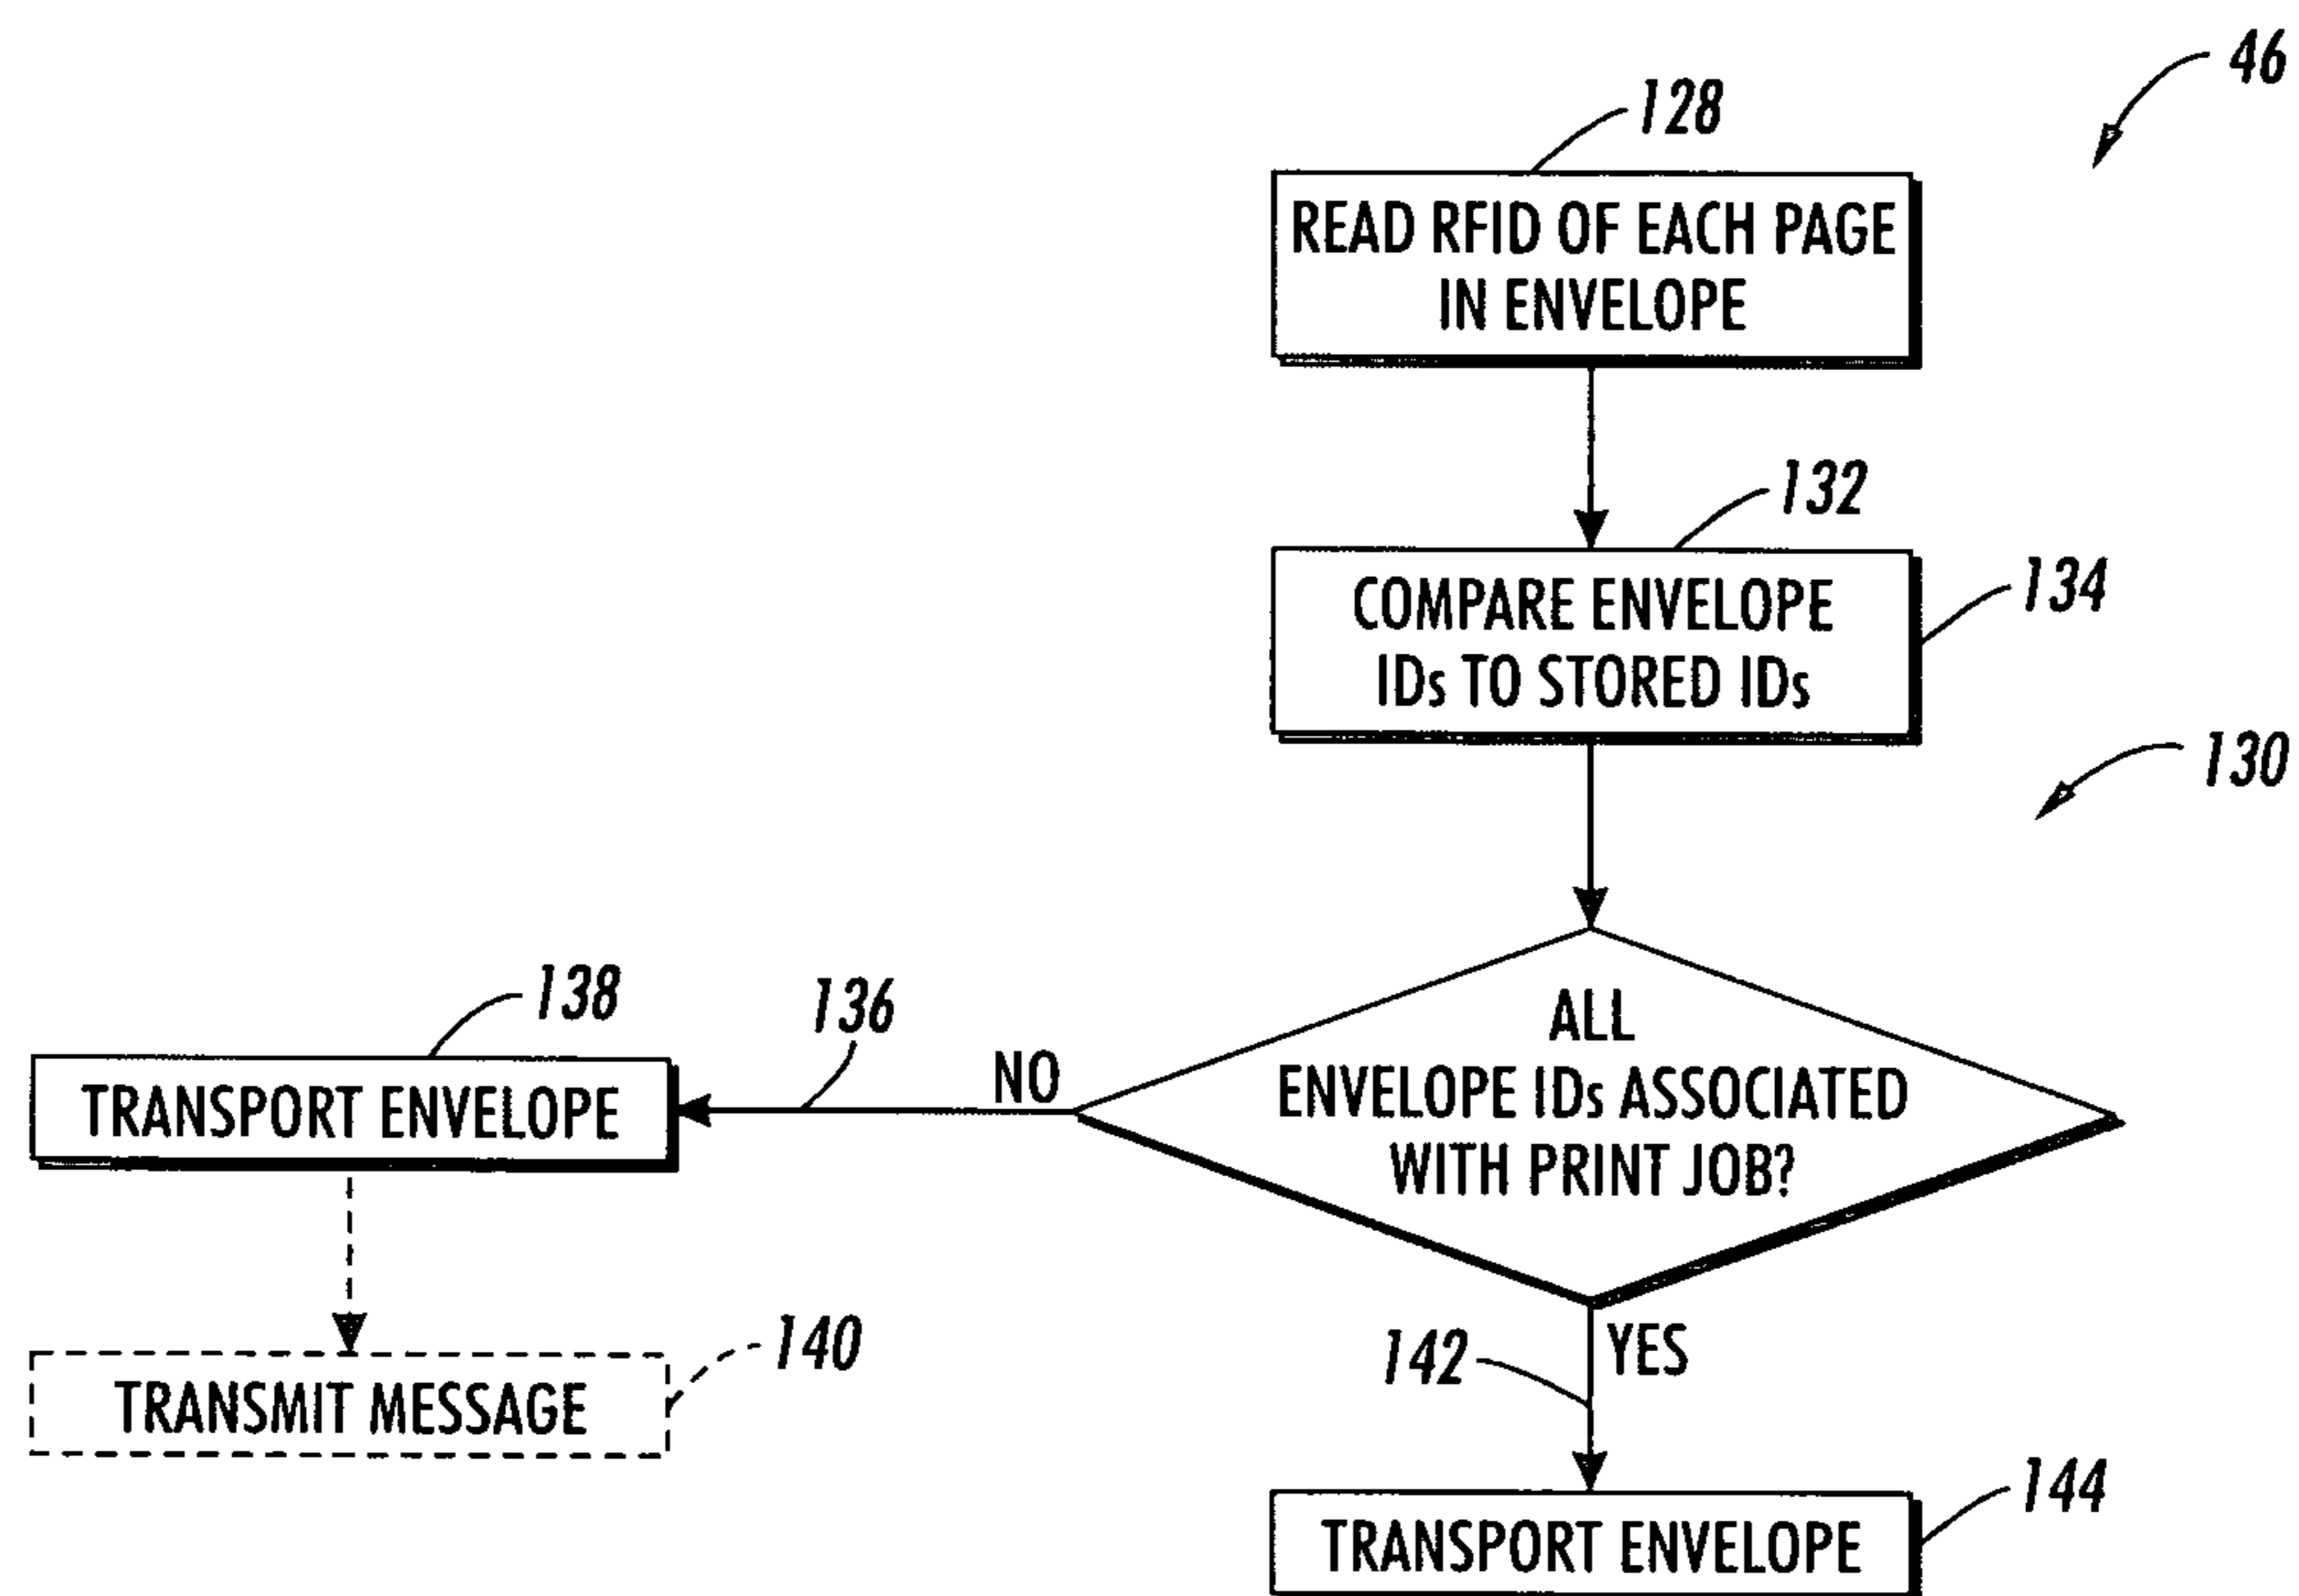 46
128
READ RFID OF EACH PAGE
IN ENVELOPE
132
134
COMPARE ENVELOPE
IDs TO STORED IDs
130
ALL
ENVELOPE IDs ASSOCIATED
WITH PRINT JOB?
NO
136
138
TRANSPORT ENVELOPE
140
TRANSMIT MESSAGE
YES
142
144
TRANSPORT ENVELOPE